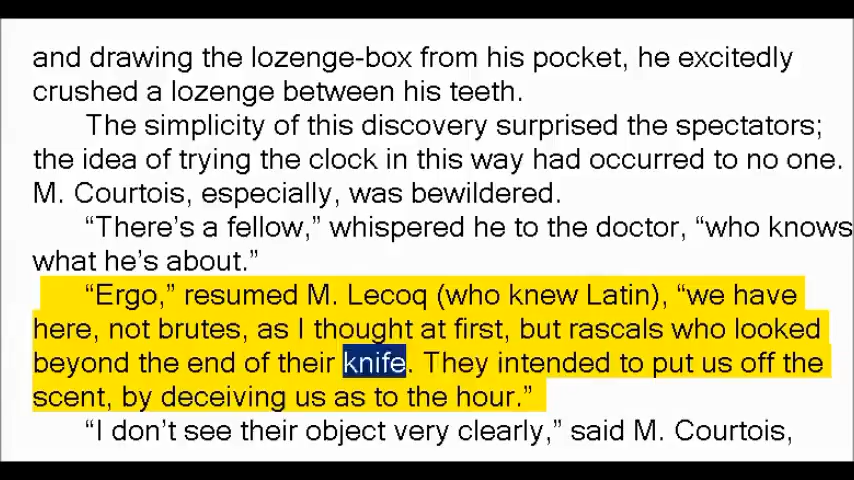 and drawing the lozenge-box from his pocket, he excitedly
crushed a lozenge between his teeth.
The simplicity of this discovery surprised the spectators;
the idea of trying the clock in this way had occurred to no one.
M. Courtois, especially, was bewildered.
“There’s a fellow,” whispered he to the doctor, “who knows
what he’s about.”
“Ergo,” resumed M. Lecoq (who knew Latin), “we have
here, not brutes, as I thought at first, but rascals who looked
beyond the end of their knife. They intended to put us off the
scent, by deceiving us as to the hour.”
“I don’t see their object very clearly,” said M. Courtois,